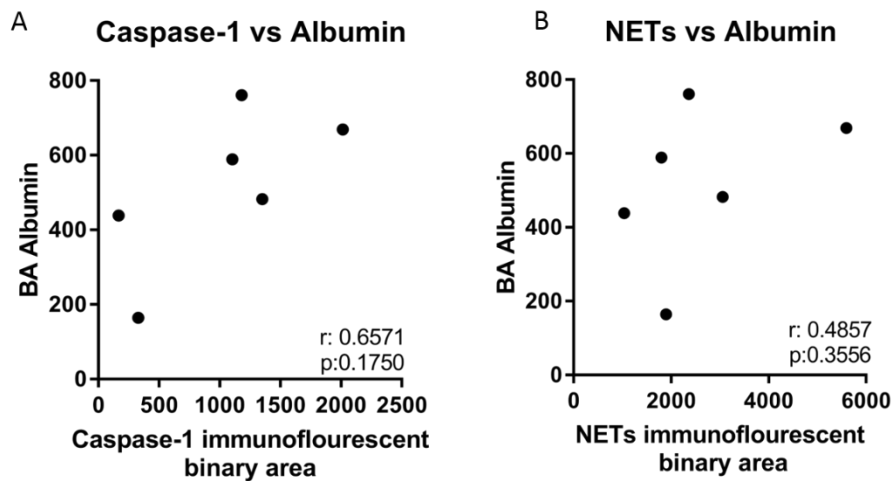 A
Caspase-1 vs Albumin
BA Albumin
800
600
400
200
0
0 500 1000 1500 2000 2500
r: 0.6571
p:0.1750
Caspase-1 immunoflourescent
binary area
B
NETs vs Albumin
BA Albumin
800
600
400
200
0
0 2000 4000 6000
r: 0.4857
p:0.3556
NETs immunoflourescent
binary area